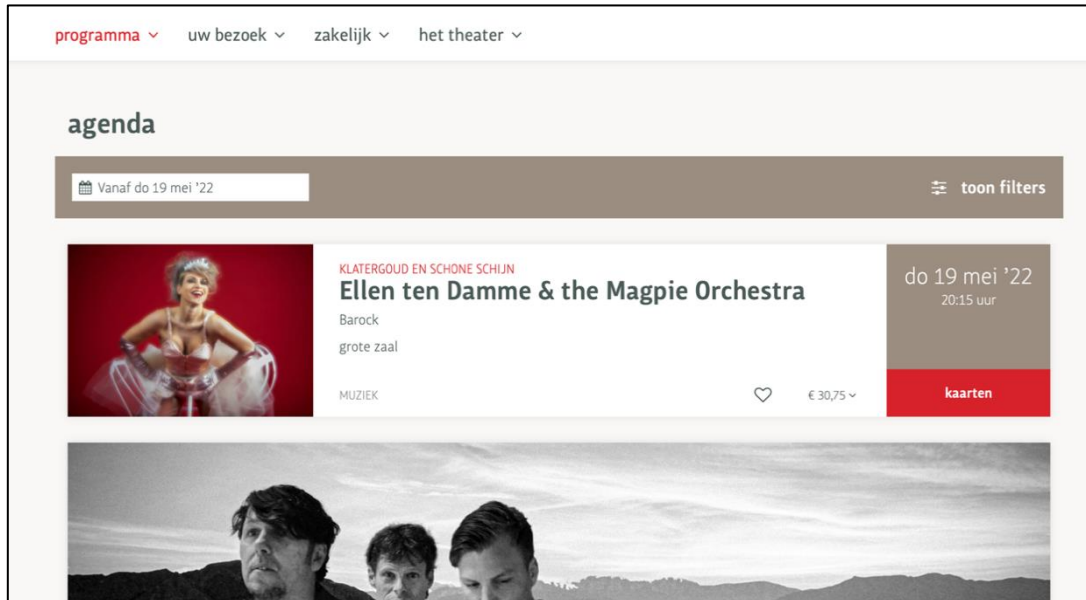 programma uw bezoek zakelijk het theater
agenda
Vanaf do 19 mei '22
toon filters
KLATERGOUD EN SCHONE SCHIJN
Ellen ten Damme & the Magpie Orchestra
Barock
grote zaal
MUZIEK
€ 30,75
do 19 mei ’22
20:15 uur
kaarten